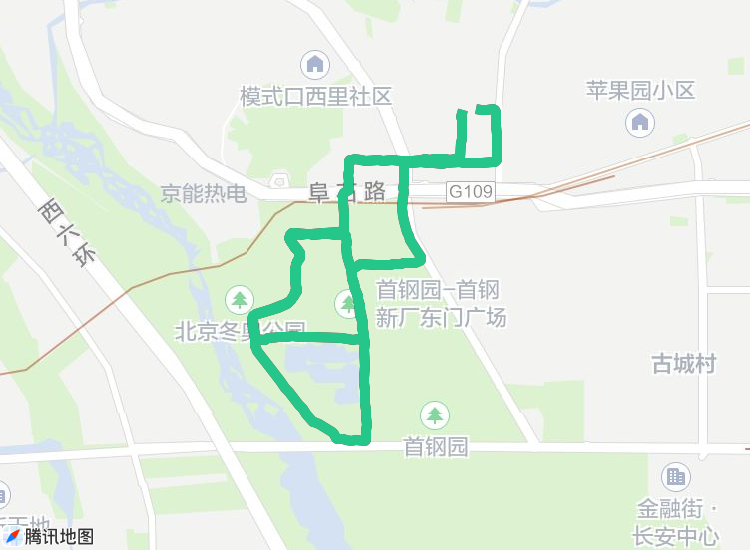 模式口西里社区
苹果园小区
京能热电
阜石路
G109
西六环
首钢园-首钢
新厂东门广场
北京冬奥公园
古城村
首钢园
金融街·
长安中心
腾讯地图